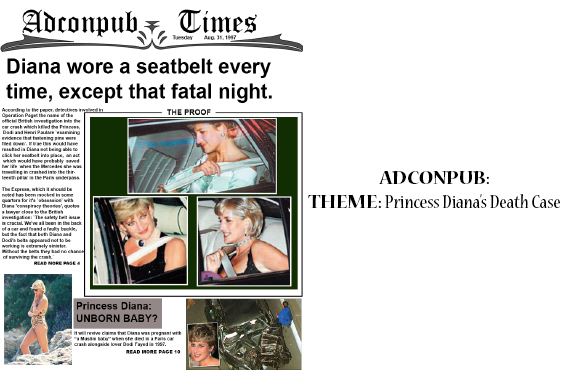 Adconpub Times
Tuesday Aug. 31, 1997
Diana wore a seatbelt every
time, except that fatal night.
According to the paper, detectives involved in
Operation Paget the name of the
official British investigation into the
car crash which killed the Princess,
Dodi and Henri Paul are 'examining
evidence that fastening pins were
tied down'. If true this would have
resulted in Diana not being able to
click her seatbelt into place, an act
which would have probably saved
her life when the Mercedes she was
travelling in crashed into the thir-
teenth pillar in the Paris underpass.
The Express, which it should be
noted has been mocked in some
quarters for it's 'obsession' with
Diana 'conspiracy theories', quotes
a lawyer close to the British
investigation: 'The safety belt issue
is crucial. We've all been in the back
of a car and found a faulty buckle,
but the fact that both Diana and
Dodi's belts appeared not to be
working is extremely sinister.
Without the belts they had no chance
of surviving the crash.'
READ MORE PAGE 4
THE PROOF
Princess Diana:
UNBORN BABY?
It will revive claims that Diana was pregnant with
"a Muslim baby" when she died in a Paris car
crash alongside lover Dodi Fayed in 1997.
READ MORE PAGE 10
ADCONPUB:
THEME: Princess Diana's Death Case